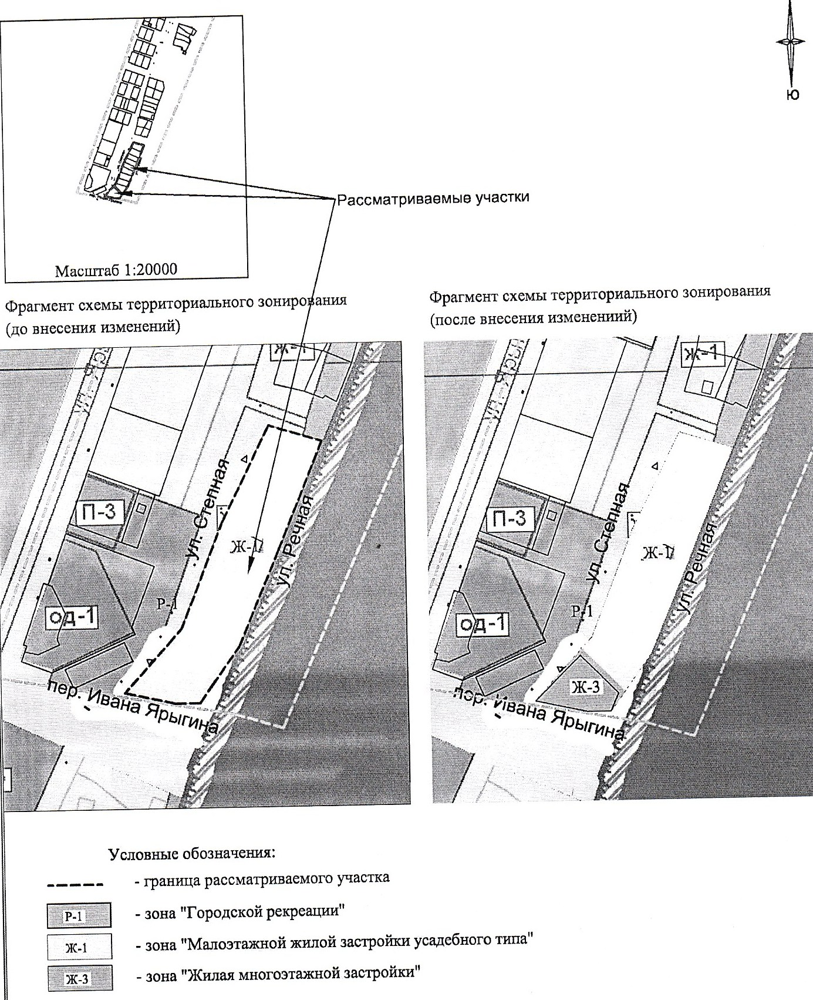 Ю
Рассматриваемые участки
Масштаб 1:20000
Фрагмент схемы территориального зонирования
(до внесения изменений)
Фрагмент схемы территориального зонирования
(после внесения изменениий)
Ж-1
ул. Степная
П-3
Ж-1
ул. Речная
Р-1
ОД-1
пер. Ивана Ярыгина
Ж-1
ул. Степная
П-3
Ж-1
ул. Речная
Р-1
ОД-1
Ж-3
пер. Ивана Ярыгина
Условные обозначения:
- граница рассматриваемого участка
Р-1 - зона "Городской рекреации"
Ж-1 - зона "Малоэтажной жилой застройки усадебного типа"
Ж-3 - зона "Жилая многоэтажной застройки"